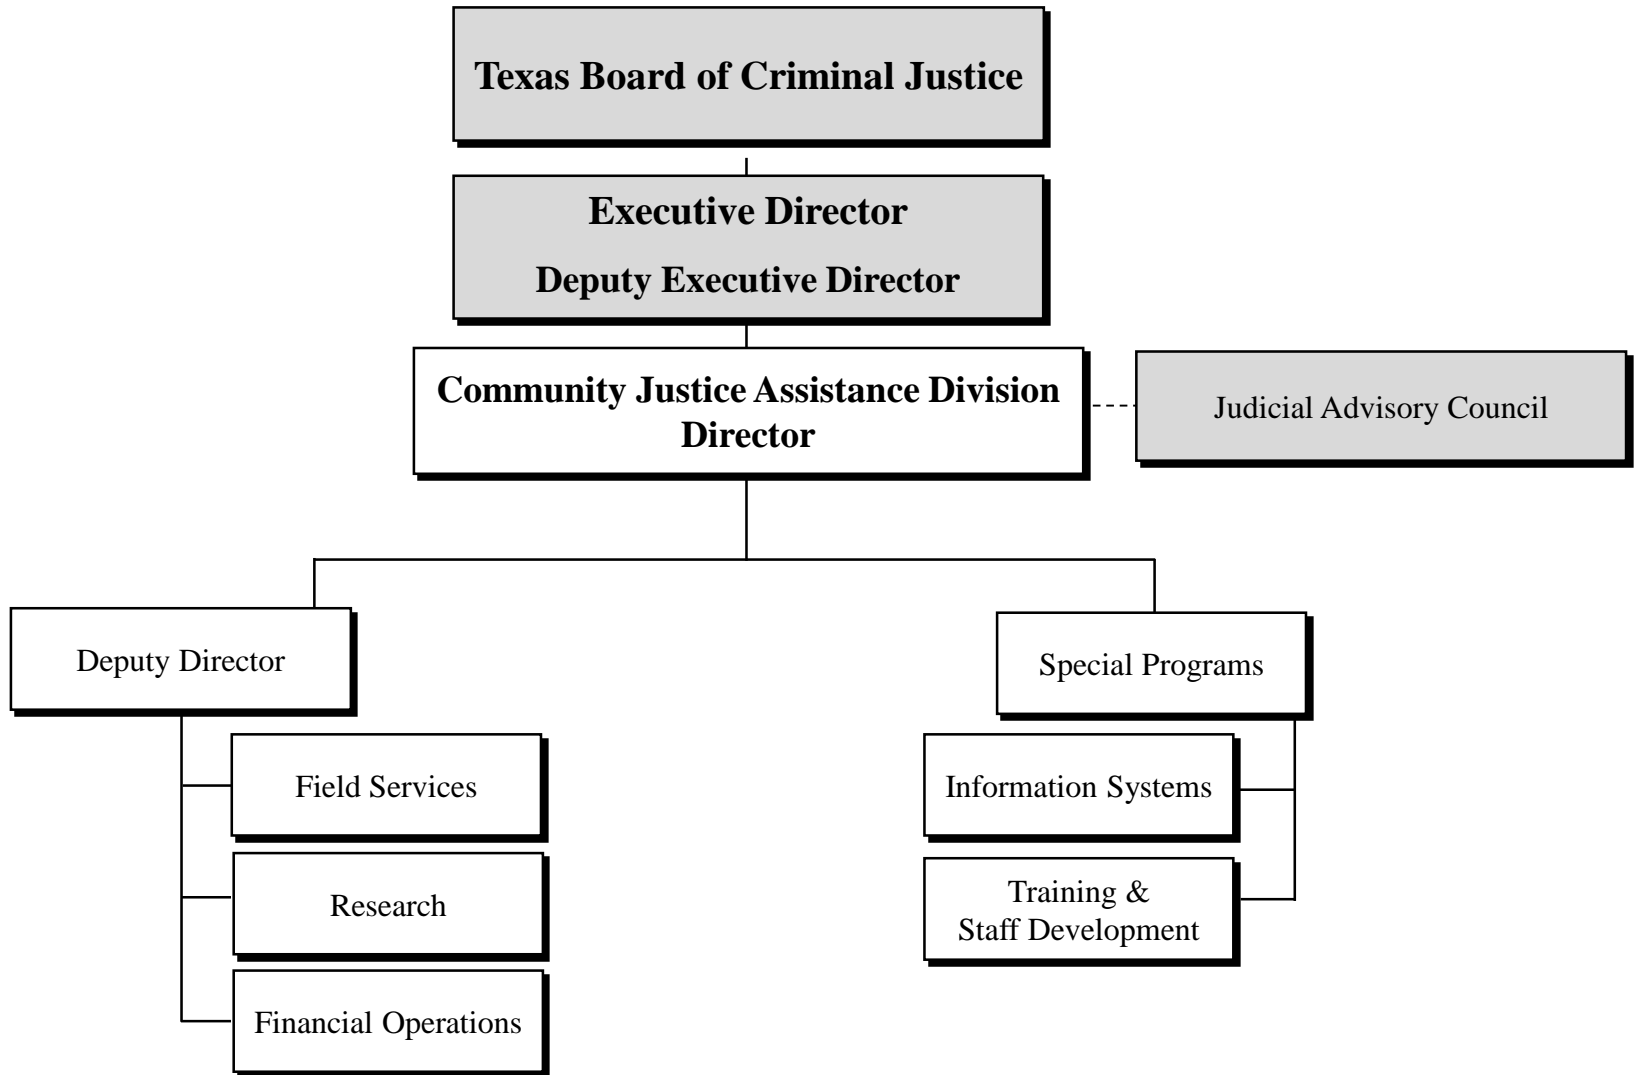 Texas Board of Criminal Justice
Executive Director
Deputy Executive Director
Community Justice Assistance Division
Director
Judicial Advisory Council
Deputy Director
Special Programs
Field Services
Information Systems
Research
Training &
Staff Development
Financial Operations